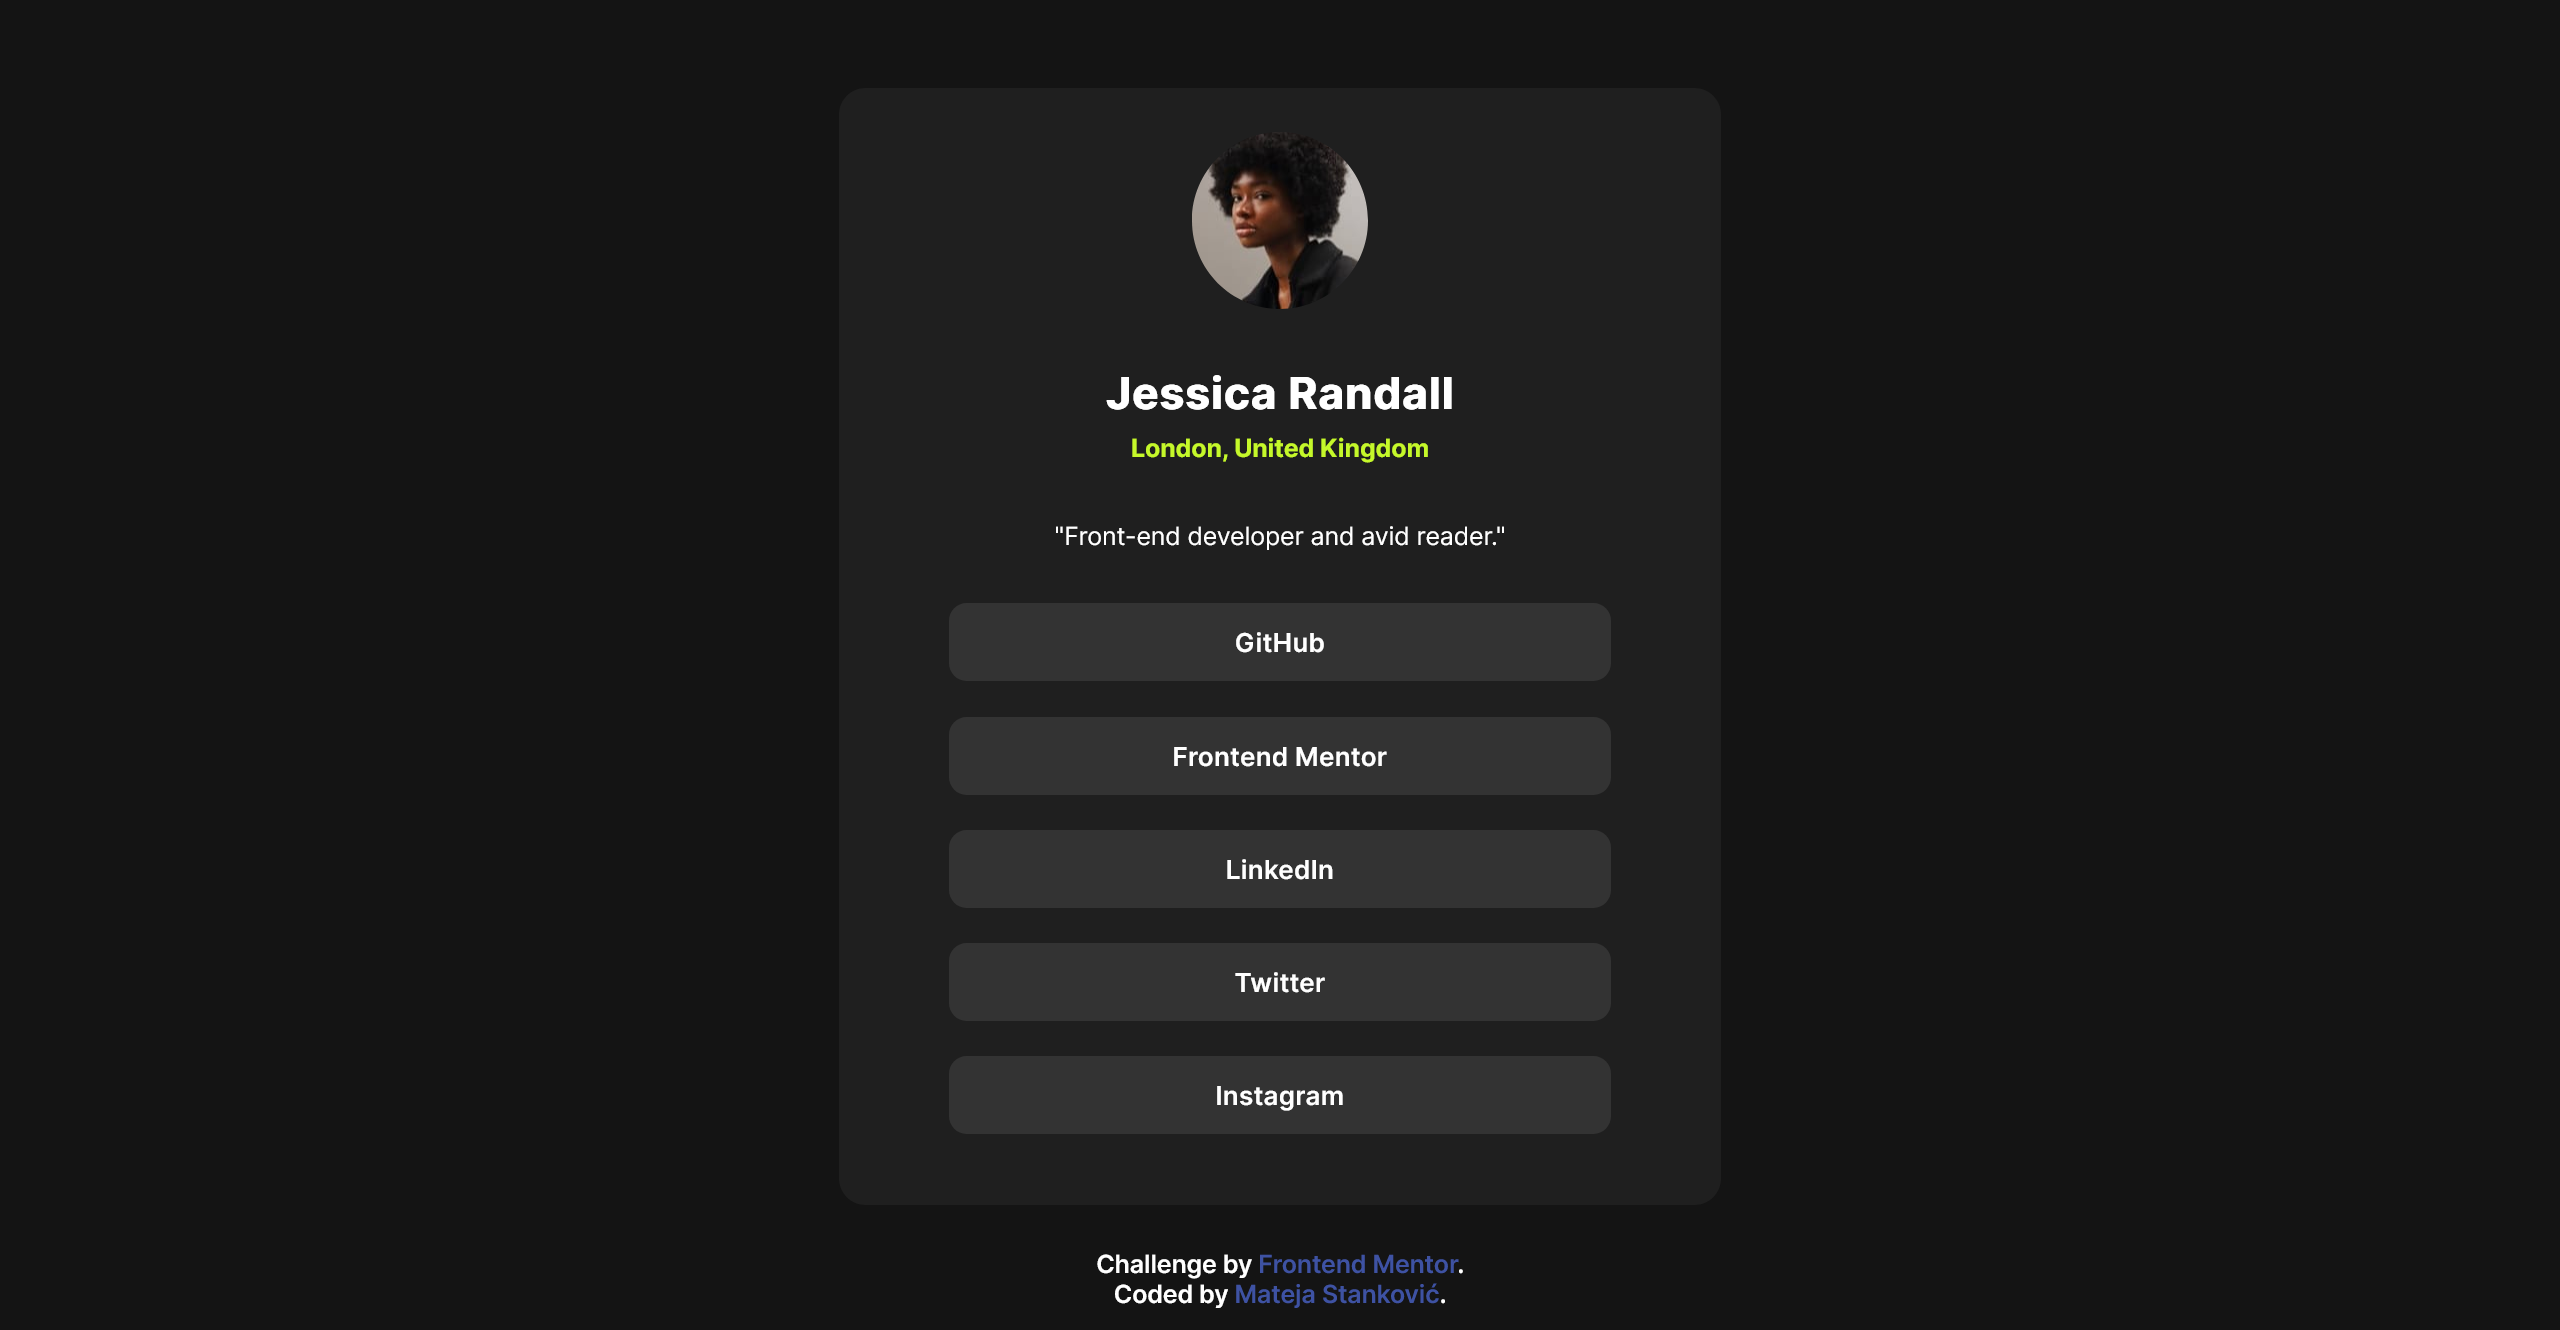 Jessica Randall
London, United Kingdom
"Front-end developer and avid reader."
GitHub
Frontend Mentor
LinkedIn
Twitter
Instagram
Challenge by Frontend Mentor.
Coded by Mateja Stanković.